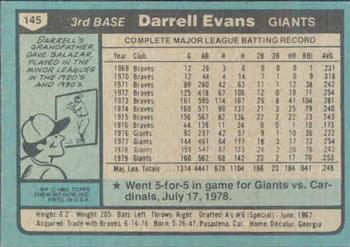 145
3rd BASE Darrell Evans GIANTS
DARRELL'S
GRANDFATHER,
DAVE SALAZAR,
PLAYED IN THE
MINOR LEAGUES
IN THE
1920'S AND
1930'S.
© 1980 TOPPS
CHEWING GUM, INC.
PRTD. IN U.S.A.
COMPLETE MAJOR LEAGUE BATTING RECORD
Year Club G AB R H 2B 3B HR RBI AVG
1969 Braves 12 26 3 6 0 0 0 1 .231
1970 Braves 12 44 4 14 1 1 0 9
1971 Braves 89 260 42 63 11 1 12 38 .242
1972 Braves 125 418 67 106 12 0 19 71 .254
1973 Braves 161 595 114 167 25 8 41 104 .281
1974 Braves 160 571 99 137 21 3 25 79 .240
1975 Braves 156 567 82 138 22 2 22 73 .243
1976 Braves 44 139 11 24 0 0 1 10 .173
1976 Giants 92 257 42 57 9 1 10 36 .222
1977 Giants 144 461 64 117 18 3 17 72 .254
1978 Giants 159 547 82 133 24 2 20 78 .243
1979 Giants 160 562 68 142 23 2 17 70 .253
Maj. Lea. Totals 1314 4447 678 1104 166 23 184 641 .248
★ Went 5-for-5 in game for Giants vs. Car-
dinals, July 17, 1978.
Height: 6'2" Weight: 205 Bats Left Throws Right Drafted A's #6 (Special)-June, 1967
Acquired: Trade with Braves, 6-14-76 Born: 5-26-47, Pasadena, Cal. Home: Decatur, Georgia